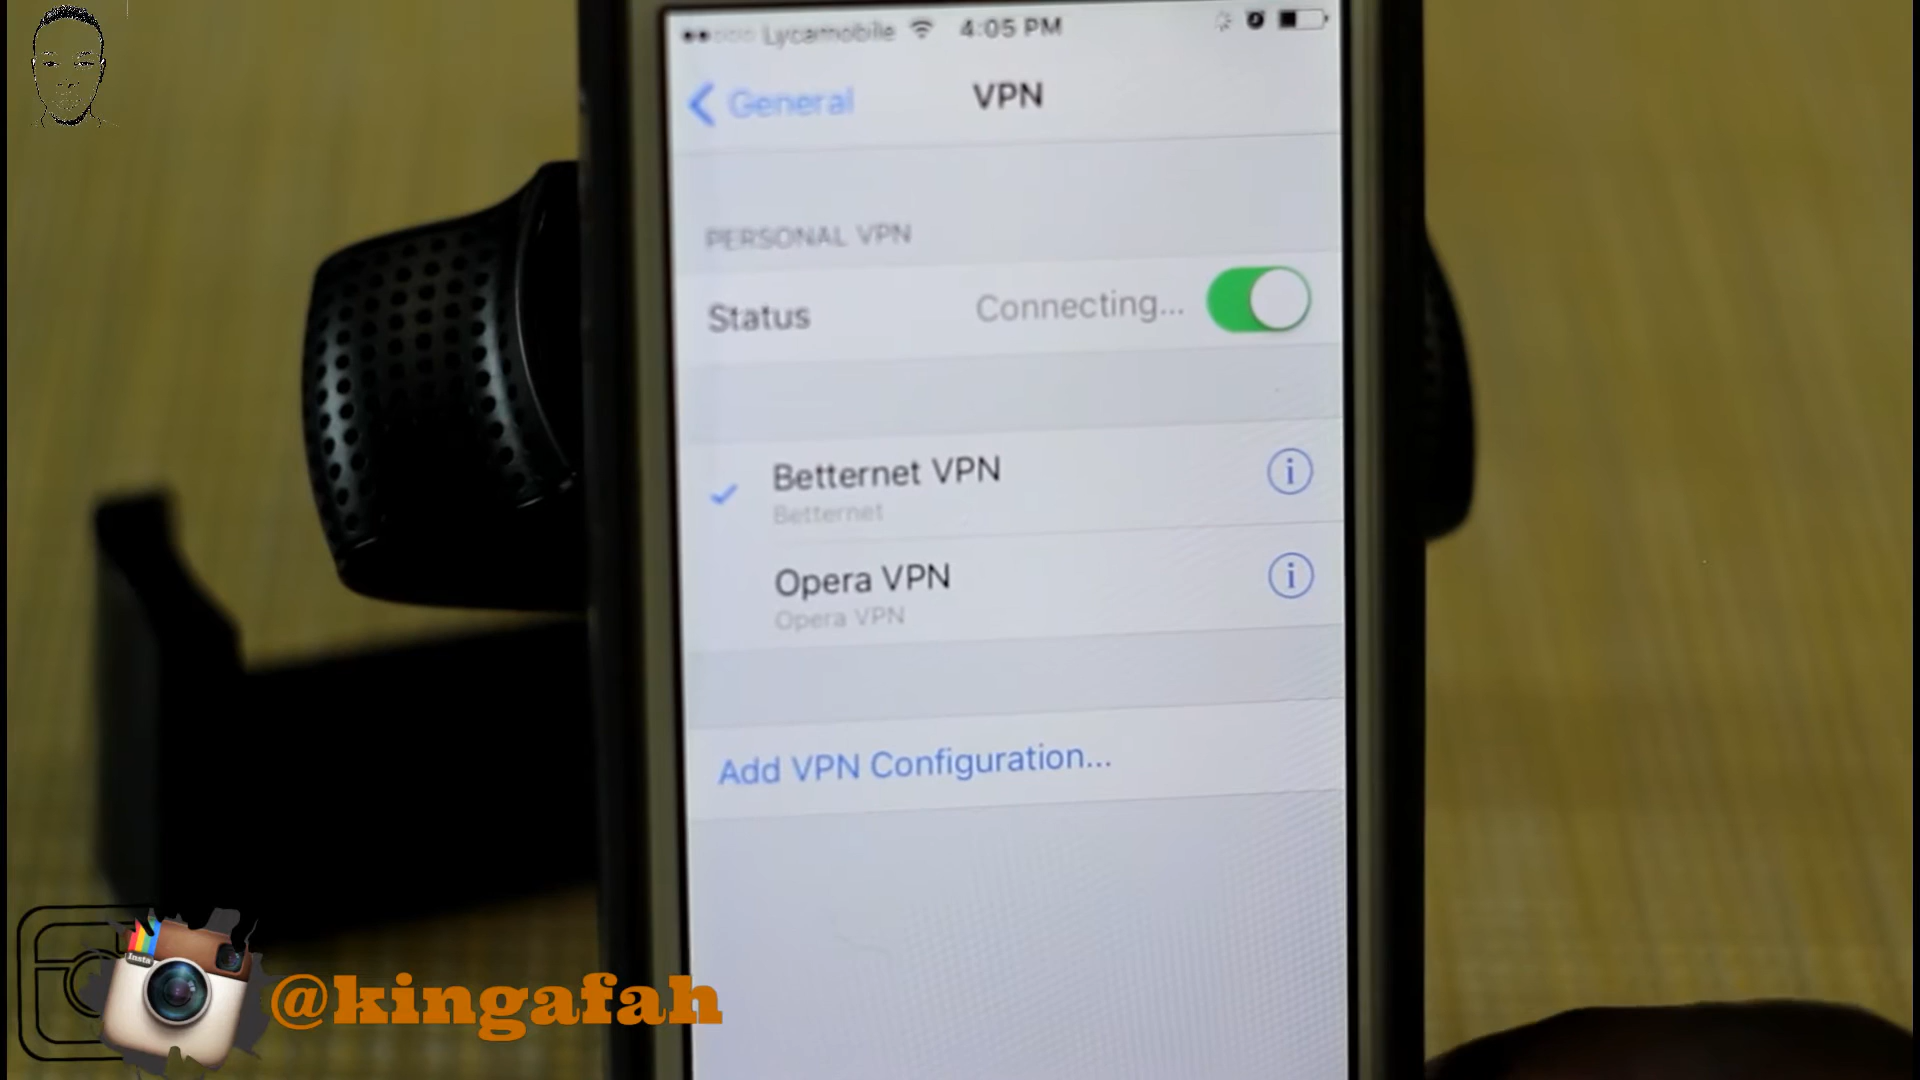 Lycamobile 4:05 PM
General VPN
PERSONAL VPN
Status Connecting...
Betternet VPN
Betternet
Opera VPN
Opera VPN
Add VPN Configuration...
Insta
@kingafah